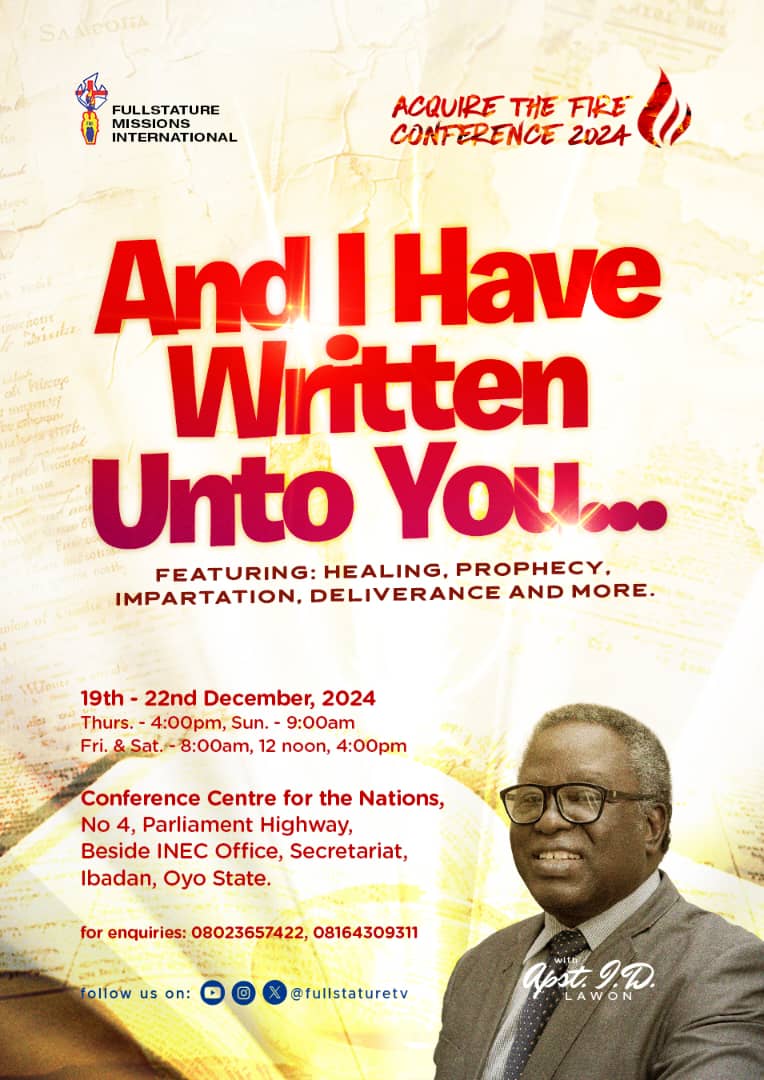 FULLSTATURE
MISSIONS
INTERNATIONAL
ACQUIRE THE FIRE
CONFERENCE 2024
And I Have
Written
Unto You...
FEATURING: HEALING, PROPHECY,
IMPARTATION, DELIVERANCE AND MORE.
19th - 22nd December, 2024
Thurs. - 4:00pm, Sun. - 9:00am
Fri. & Sat. - 8:00am, 12 noon, 4:00pm
Conference Centre for the Nations,
No 4, Parliament Highway,
Beside INEC Office, Secretariat,
Ibadan, Oyo State.
for enquiries: 08023657422, 08164309311
follow us on: @fullstaturetv
with
Apst. I.D.
LAWON